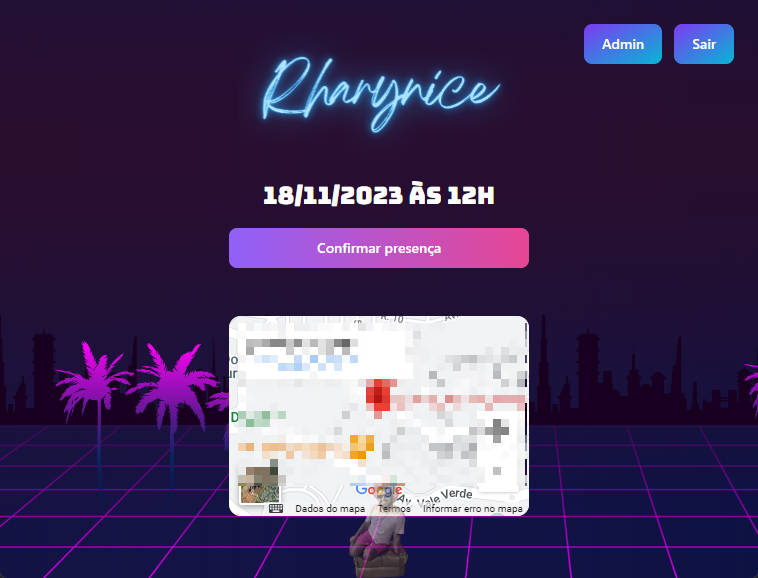 Admin
Sair
Rharynice
18/11/2023 ÀS 12H
Confirmar presença
Google
Av. Vale Verde
Dados do mapa
Termos
Informar erro no mapa